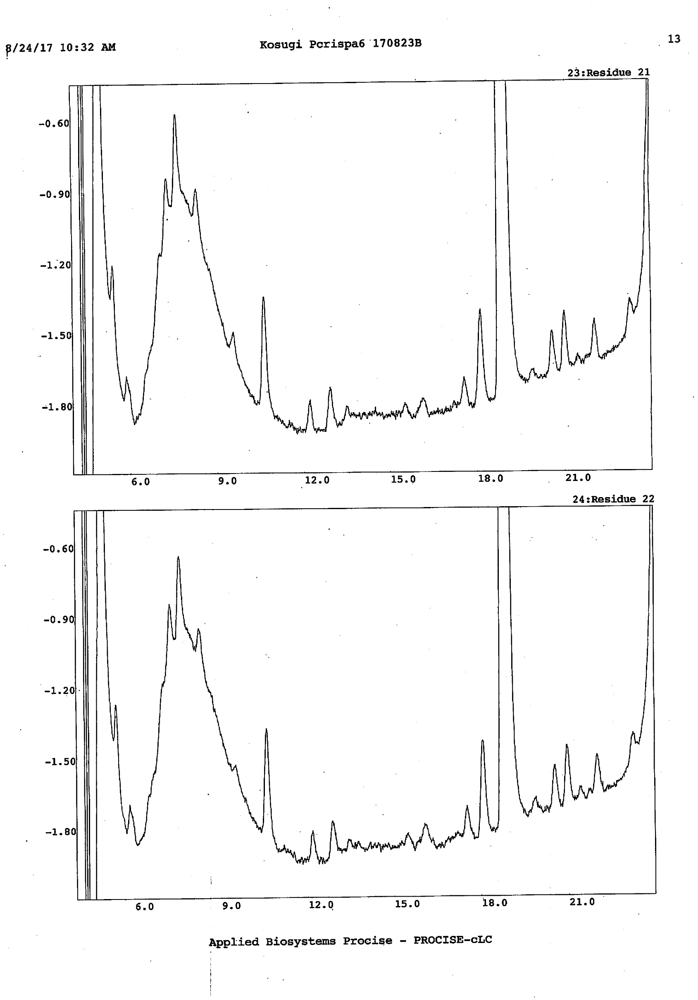 8/24/17 10:32 AM
Kosugi Pcrispa6 170823B
13
23:Residue 21
-0.60
-0.90
-1.20
-1.50
-1.80
6.0 9.0 12.0 15.0 18.0 21.0
24:Residue 22
-0.60
-0.90
-1.20
-1.50
-1.80
6.0 9.0 12.0 15.0 18.0 21.0
Applied Biosystems Procise - PROCISE-cLC